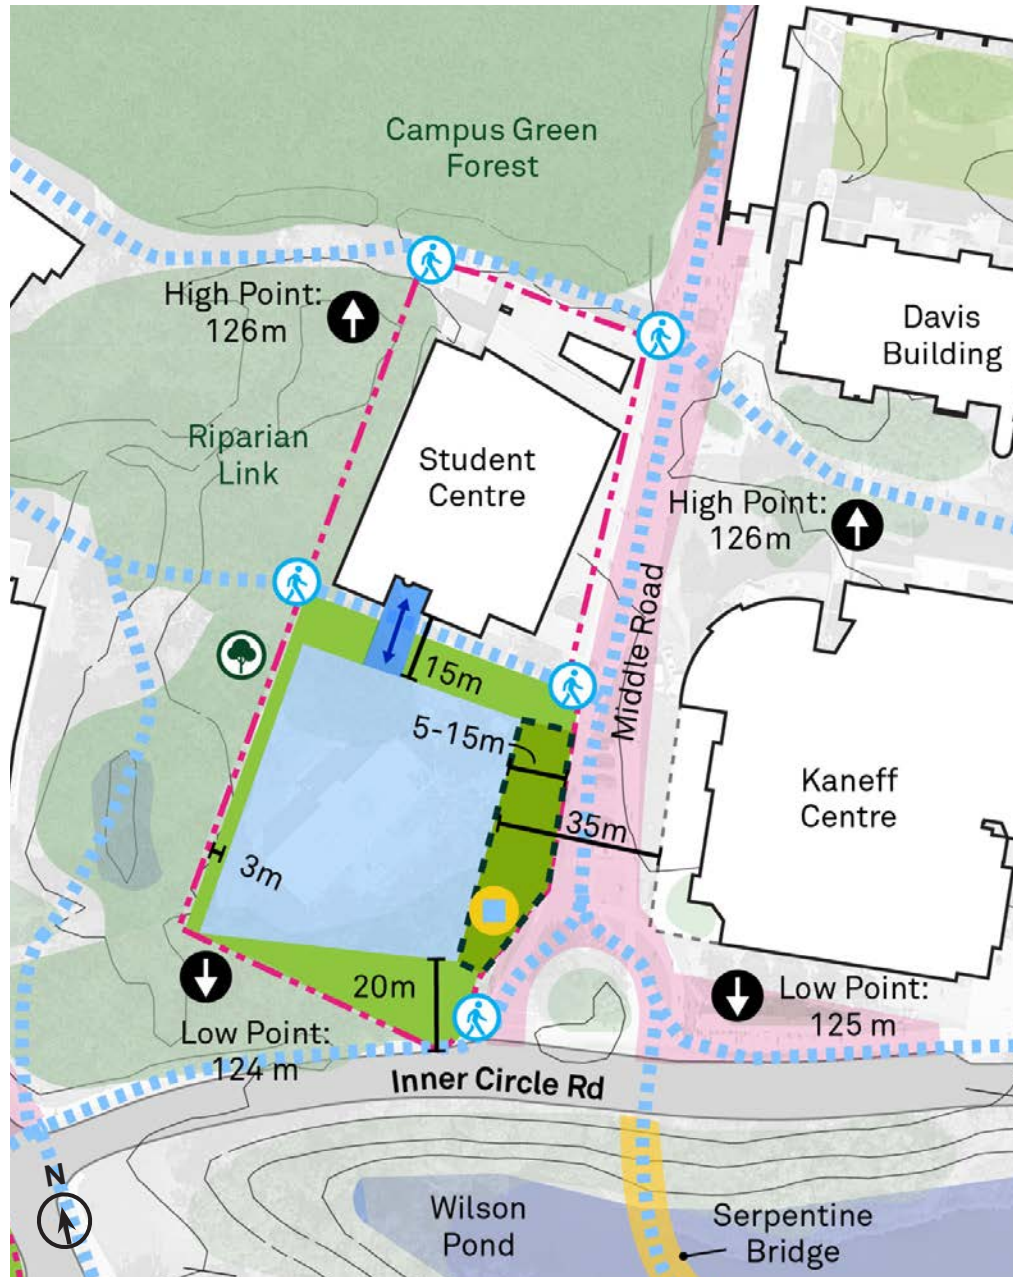 Campus Green
Forest
High Point:
126m
Davis
Building
Riparian
Link
Student
Centre
High Point:
126m
Middle Road
15m
5-15m
35m
Kaneff
Centre
3m
20m
Low Point:
124 m
Low Point:
125 m
Inner Circle Rd
N
Wilson
Pond
Serpentine
Bridge